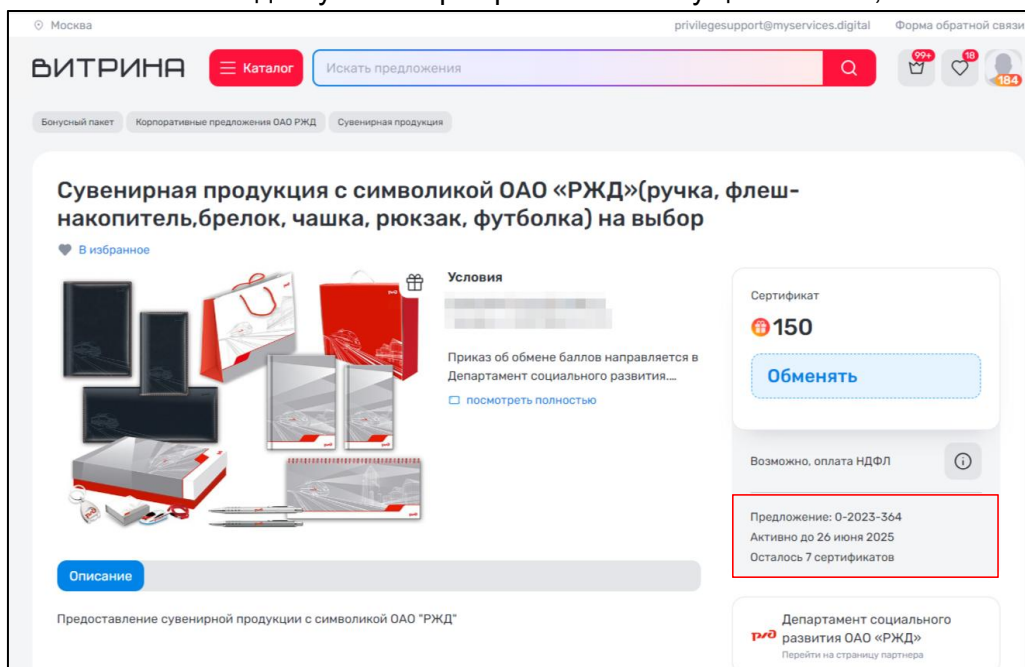 Москва
privilegesupport@myservices.digital
Форма обратной связи
ВИТРИНА
Каталог
Искать предложения
99+
18
184
Бонусный пакет
Корпоративные предложения ОАО РЖД
Сувенирная продукция
Сувенирная продукция с символикой ОАО «РЖД»(ручка, флеш-
накопитель,брелок, чашка, рюкзак, футболка) на выбор
В избранное
Условия
Приказ об обмене баллов направляется в
Департамент социального развития....
посмотреть полностью
Сертификат
150
Обменять
Возможно, оплата НДФЛ
Предложение: 0-2023-364
Активно до 26 июня 2025
Осталось 7 сертификатов
Описание
Предоставление сувенирной продукции с символикой ОАО "РЖД"
Департамент социального
развития ОАО «РЖД»
Перейти на страницу партнера